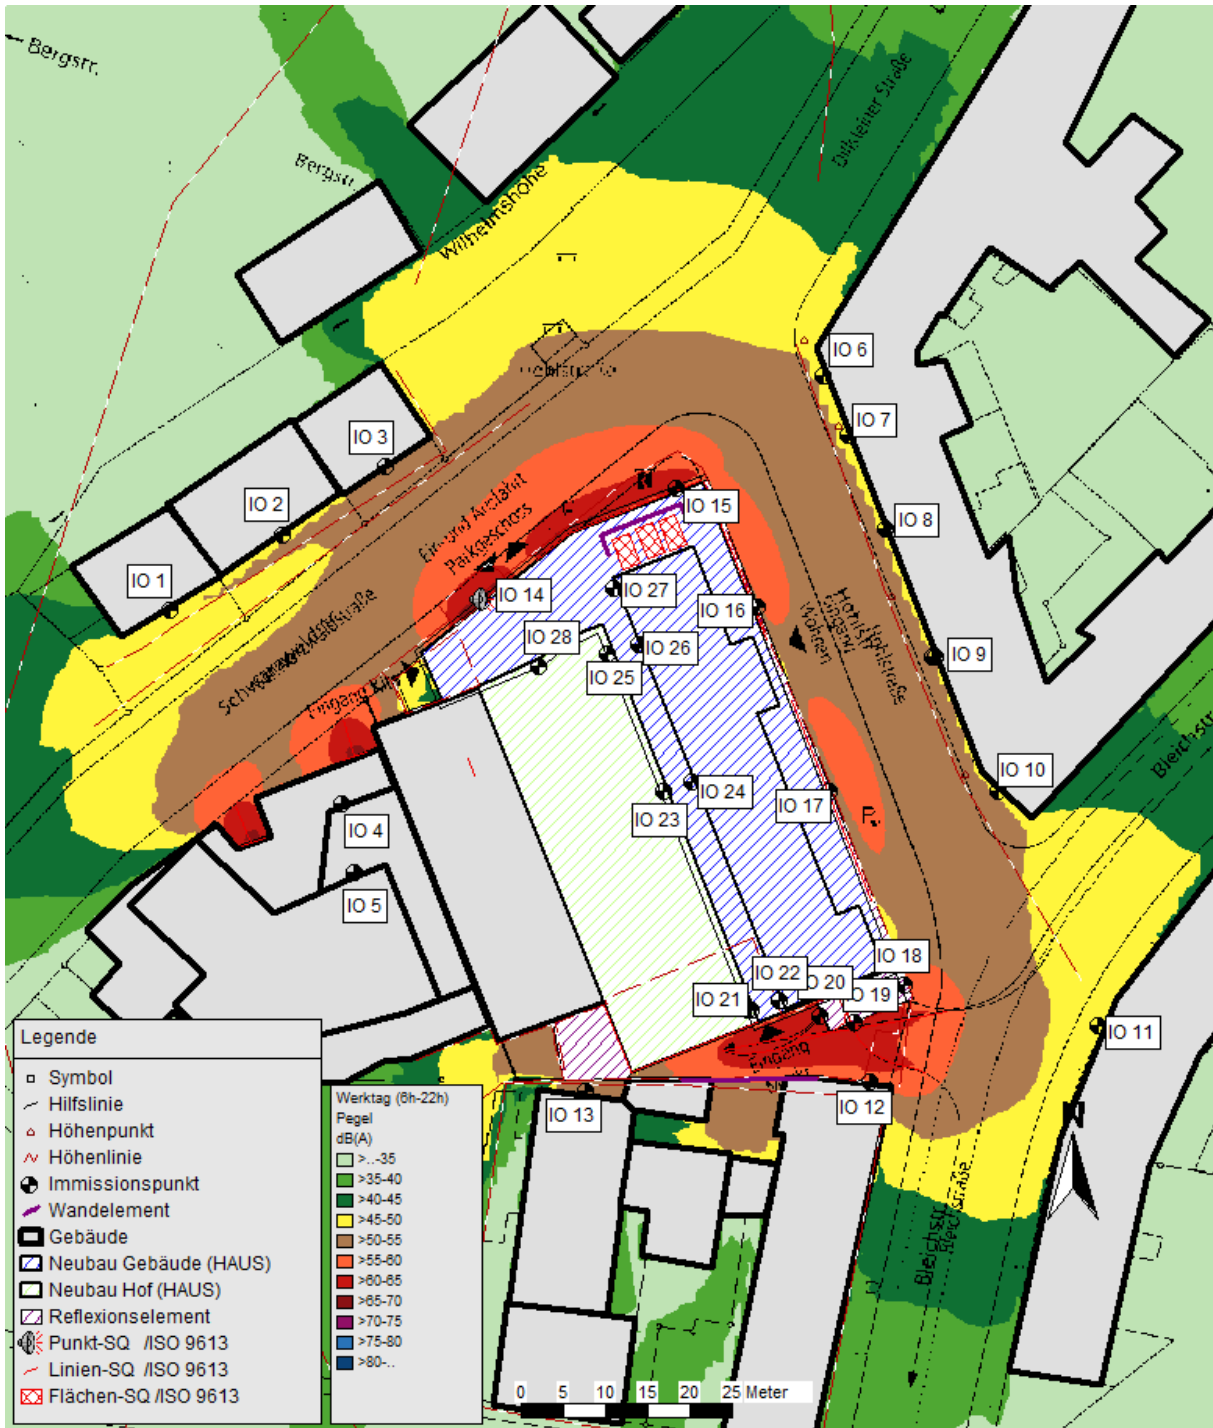 Bergstr.
Bergstr.
Wilhelmshöhe
Dillsteiner Straße
IO 6
IO 7
IO 3
IO 2
IO 1
IO 8
IO 15
Ein- und Ausfahrt
Parkgeschoss
IO 14
IO 27
IO 16
IO 28
IO 26
IO 25
Eingang
Wohnen
Hohlstraße
IO 9
Eingang Kita
Bleichstr.
IO 10
IO 24
IO 23
IO 17
IO 4
IO 5
P
IO 18
IO 22
IO 20
IO 21
IO 19
Eingang
IO 11
IO 12
IO 13
N
Bleichstr.
Bleichstraße
Legende
Symbol
Hilfslinie
Höhenpunkt
Höhenlinie
Immissionspunkt
Wandelement
Gebäude
Neubau Gebäude (HAUS)
Neubau Hof (HAUS)
Reflexionselement
Punkt-SQ /ISO 9613
Linien-SQ /ISO 9613
Flächen-SQ /ISO 9613
Werktag (6h-22h)
Pegel
dB(A)
>..-35
>35-40
>40-45
>45-50
>50-55
>55-60
>60-65
>65-70
>70-75
>75-80
>80-..
0 5 10 15 20 25 Meter